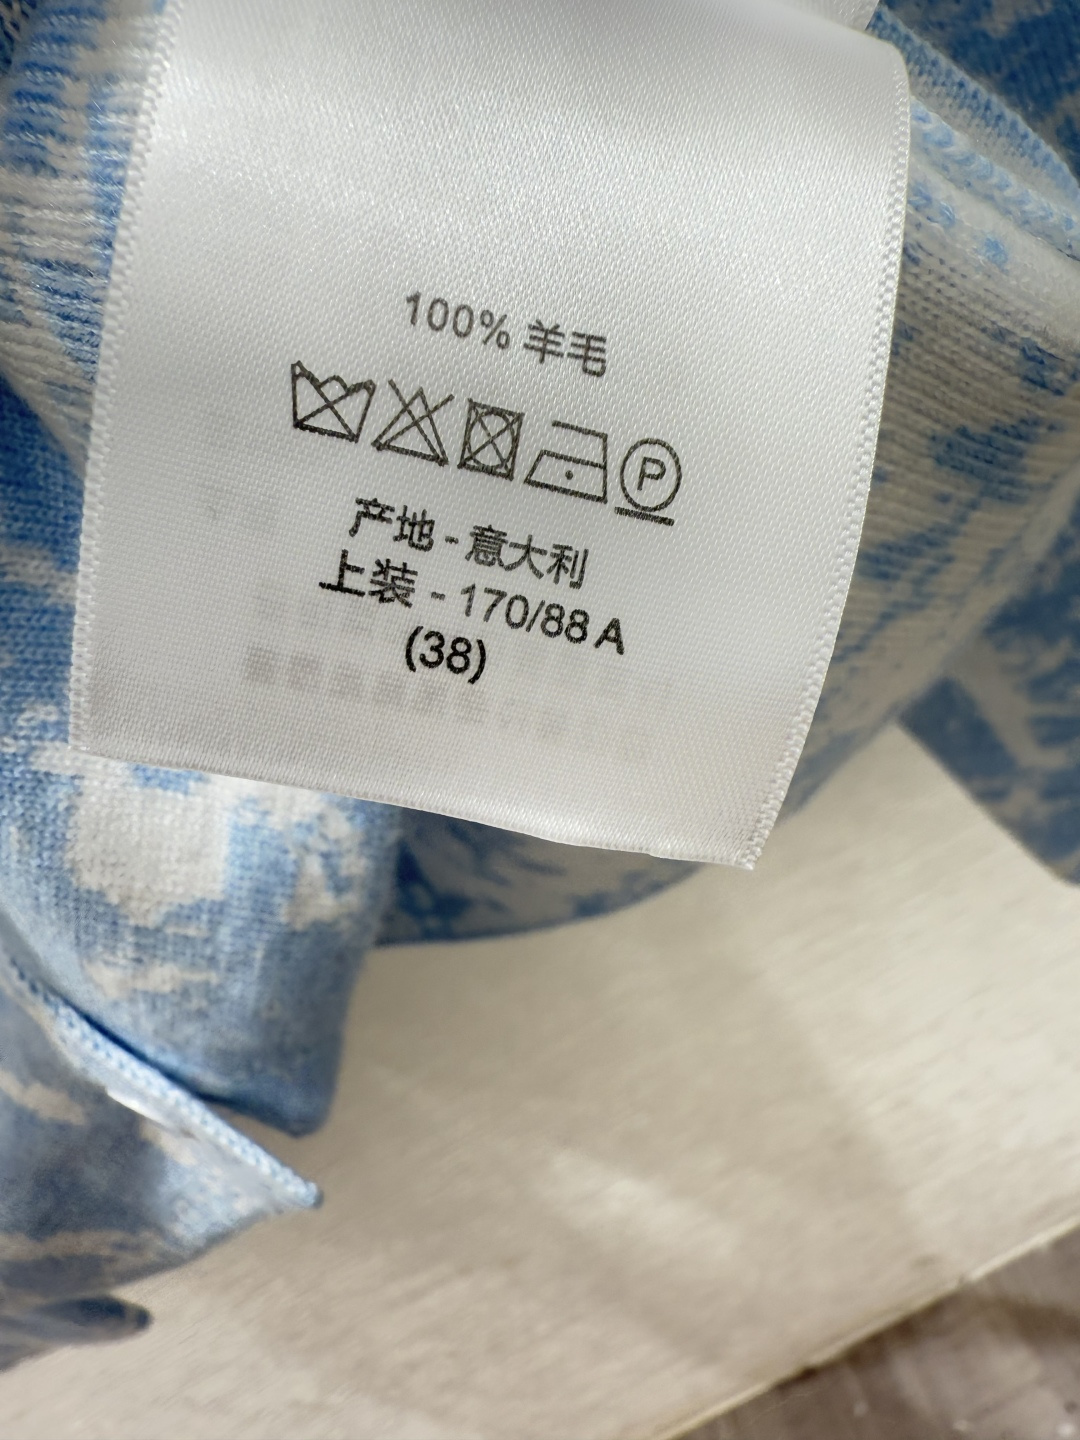 100% 羊毛
P
产地 - 意大利
上装 - 170/88 A
(38)